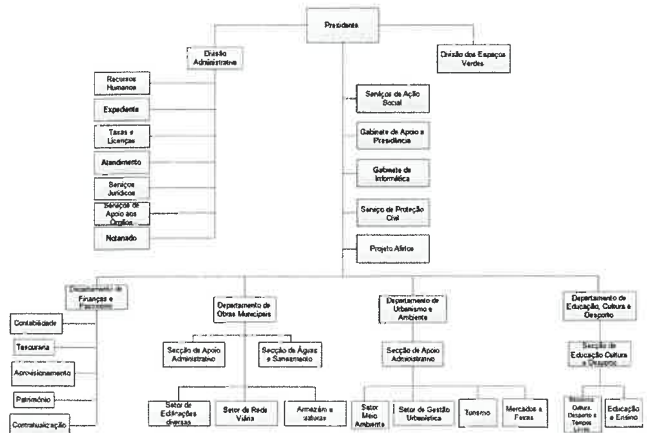 Presidente
Divisão
Administrativa
Divisão dos Espaços
Verdes
Recursos
Humanos
Expediente
Taxas e
Licenças
Atendimento
Serviços
Jurídicos
Serviços de
Apoio aos
Órgãos
Notariado
Serviços de Ação
Social
Gabinete de Apoio a
Presidência
Gabinete de
Informática
Serviço de Proteção
Civil
Projeto Afetos
Departamento de
Finanças e
Património
Contabilidade
Tesouraria
Aprovisionamento
Património
Contratualização
Departamento de
Obras Municipais
Secção de Apoio
Administrativo
Secção de Águas
e Saneamento
Setor de
Edificações
diversas
Setor de Rede
Viária
Armazém e
viaturas
Departamento de
Urbanismo e
Ambiente
Secção de Apoio
Administrativo
Setor
Meio
Ambiente
Setor de Gestão
Urbanística
Turismo
Mercados e
Feiras
Departamento de
Educação, Cultura e
Desporto
Secção de
Educação Cultura
e Desporto
Cultura,
Desporto e
Tempos
Livres
Educação
e Ensino